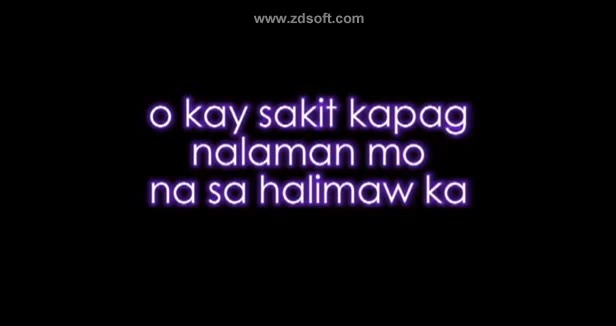 www.zdsoft.com
o kay sakit kapag
nalaman mo
na sa halimaw ka